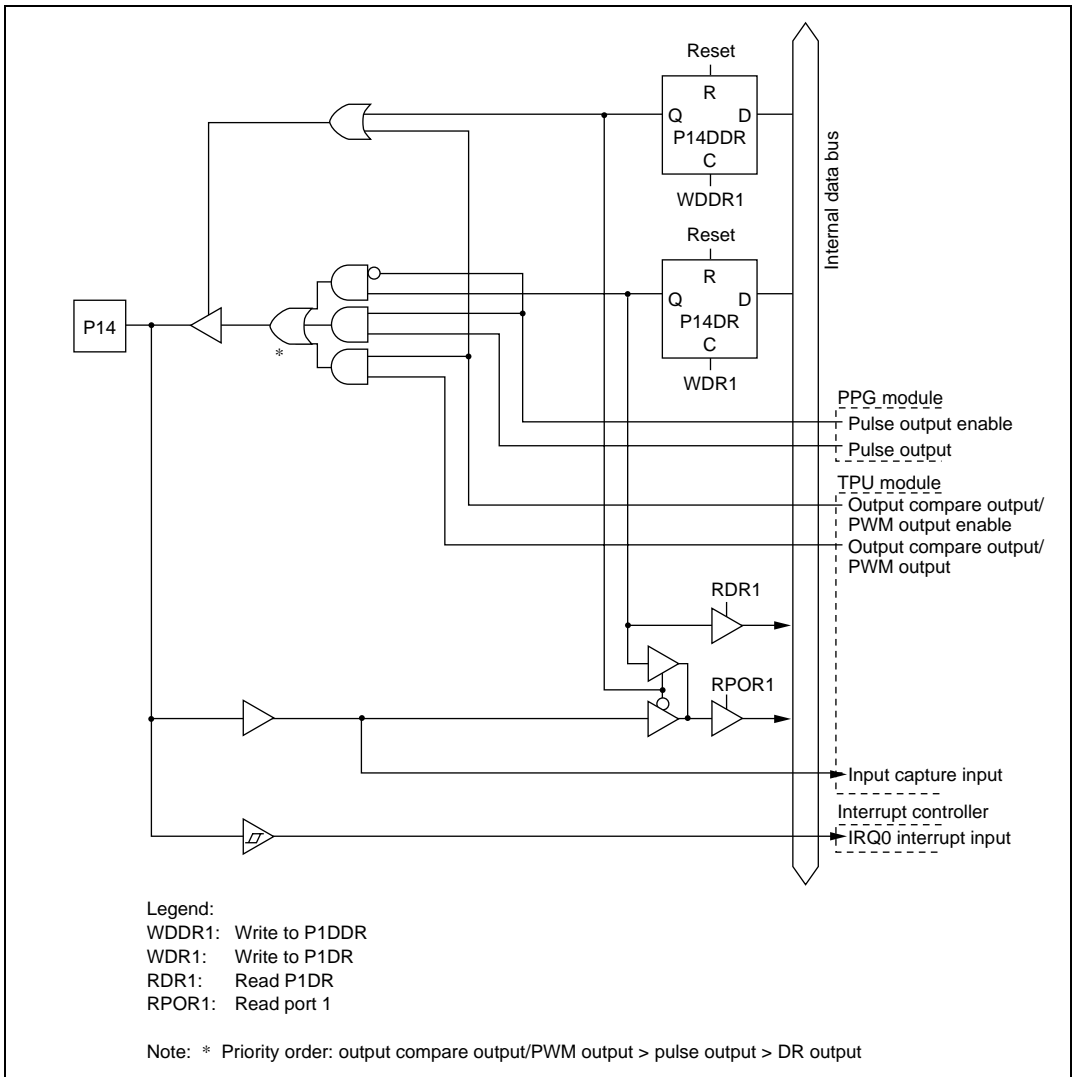 Reset
R
Q D
P14DDR
C
WDDR1
Internal data bus
Reset
R
Q D
P14DR
C
WDR1
P14
*
PPG module
Pulse output enable
Pulse output
TPU module
Output compare output/
PWM output enable
Output compare output/
PWM output
RDR1
RPOR1
Input capture input
Interrupt controller
IRQ0 interrupt input
Legend:
WDDR1: Write to P1DDR
WDR1: Write to P1DR
RDR1: Read P1DR
RPOR1: Read port 1
Note: * Priority order: output compare output/PWM output > pulse output > DR output